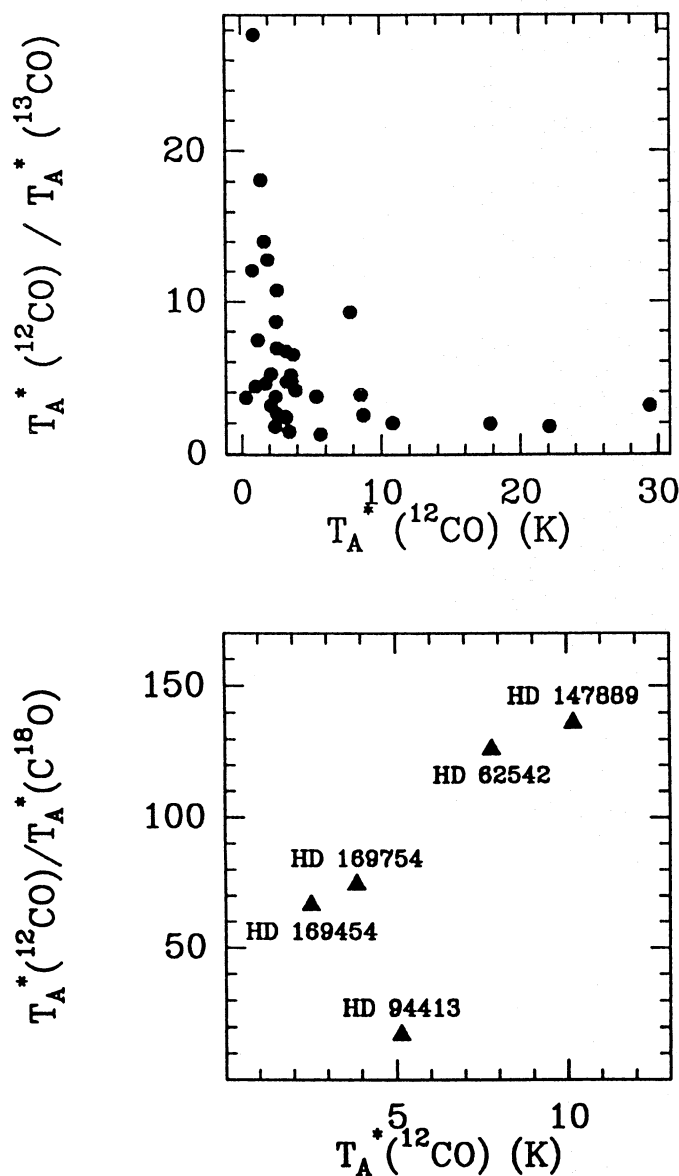 T_A^* (^12CO) / T_A^* (^13CO)
20
10
0
0 10 20 30
T_A^* (^12CO) (K)
T_A^*(^12CO)/T_A^*(C^18O)
150
100
50
HD 147889
HD 62542
HD 169754
HD 169454
HD 94413
5 10
T_A^*(^12CO) (K)